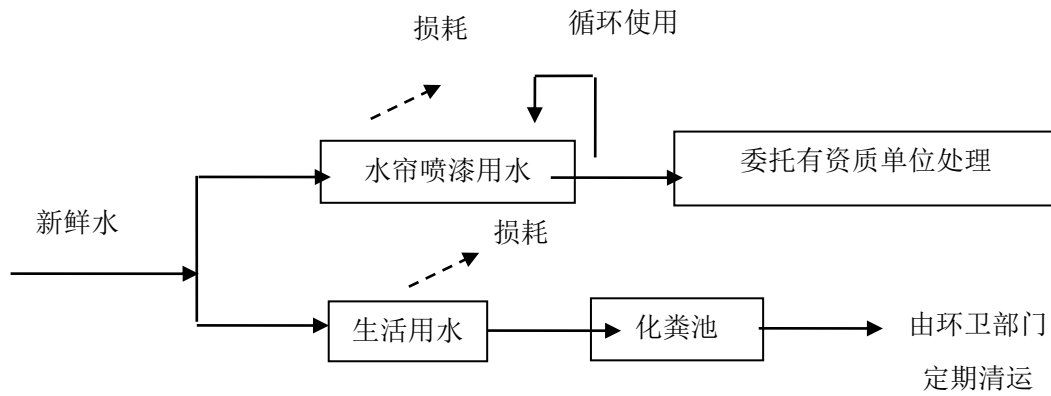 损耗
循环使用
水帘喷漆用水
委托有资质单位处理
新鲜水
损耗
生活用水
化粪池
由环卫部门
定期清运